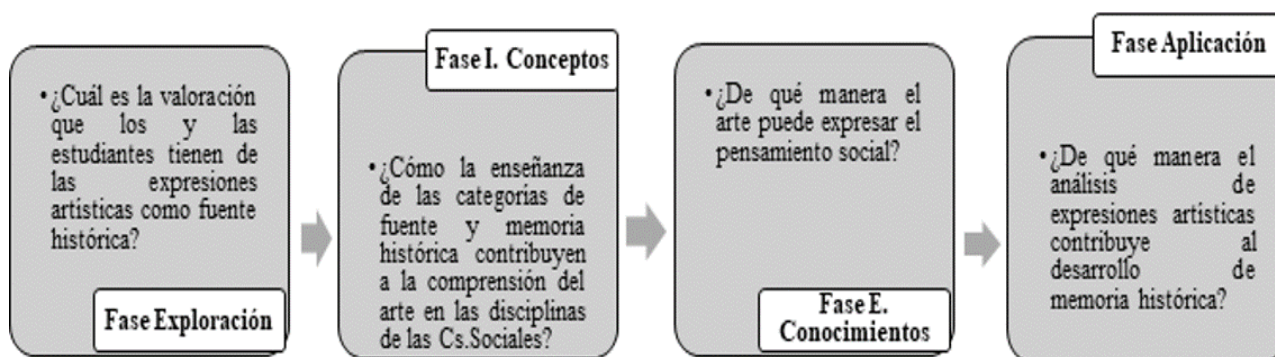 •¿Cuál es la valoración
que los y las
estudiantes tienen de
las expresiones
artísticas como fuente
histórica?
Fase Exploración
Fase I. Conceptos
•¿Cómo la enseñanza
de las categorías de
fuente y memoria
histórica contribuyen
a la comprensión del
arte en las disciplinas
de las Cs.Sociales?
•¿De qué manera el
arte puede expresar el
pensamiento social?
Fase E.
Conocimientos
Fase Aplicación
•¿De qué manera el
análisis de
expresiones artísticas
contribuye al
desarrollo de
memoria histórica?